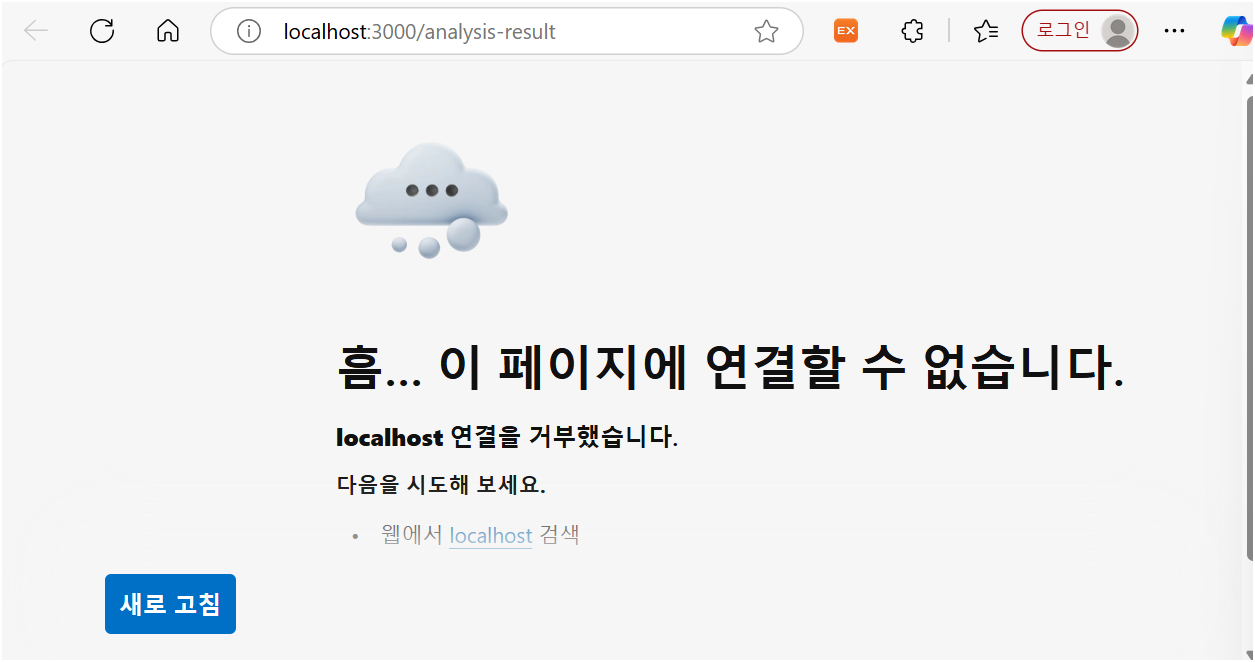 localhost:3000/analysis-result
EX
로그인
흠... 이 페이지에 연결할 수 없습니다.
localhost 연결을 거부했습니다.
다음을 시도해 보세요.
• 웹에서 localhost 검색
새로 고침